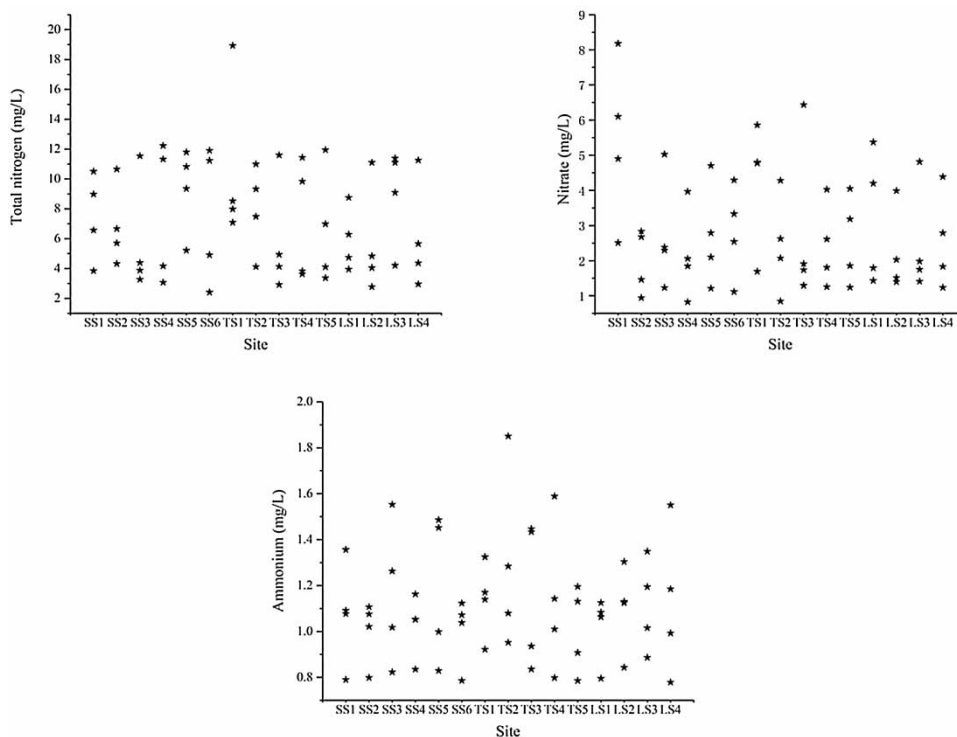 Total nitrogen (mg/L)
20
18
16
14
12
10
8
6
4
2
SS1 SS2 SS3 SS4 SS5 SS6 TS1 TS2 TS3 TS4 TS5 LS1 LS2 LS3 LS4
Site
Nitrate (mg/L)
9
8
7
6
5
4
3
2
1
SS1 SS2 SS3 SS4 SS5 SS6 TS1 TS2 TS3 TS4 TS5 LS1 LS2 LS3 LS4
Site
Ammonium (mg/L)
2.0
1.8
1.6
1.4
1.2
1.0
0.8
SS1 SS2 SS3 SS4 SS5 SS6 TS1 TS2 TS3 TS4 TS5 LS1 LS2 LS3 LS4
Site